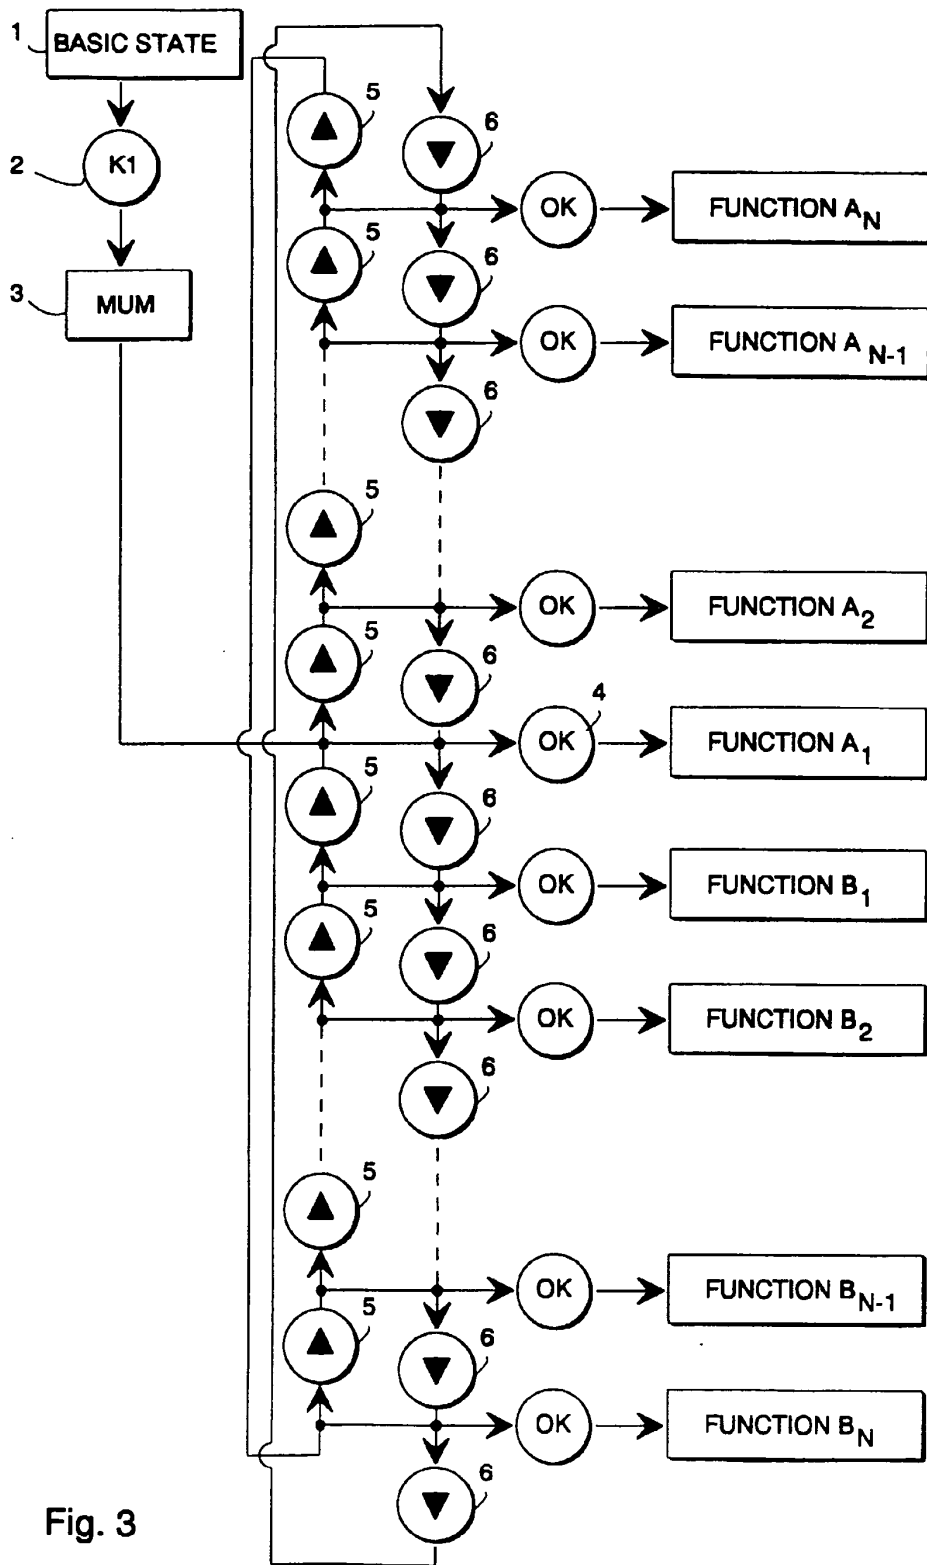 1
BASIC STATE
5
6
2
K1
OK
FUNCTION A_N
5
6
3
MUM
OK
FUNCTION A_N-1
6
5
OK
FUNCTION A_2
5
6
4
OK
FUNCTION A_1
5
6
OK
FUNCTION B_1
5
6
OK
FUNCTION B_2
6
5
OK
FUNCTION B_N-1
5
6
OK
FUNCTION B_N
6
Fig. 3